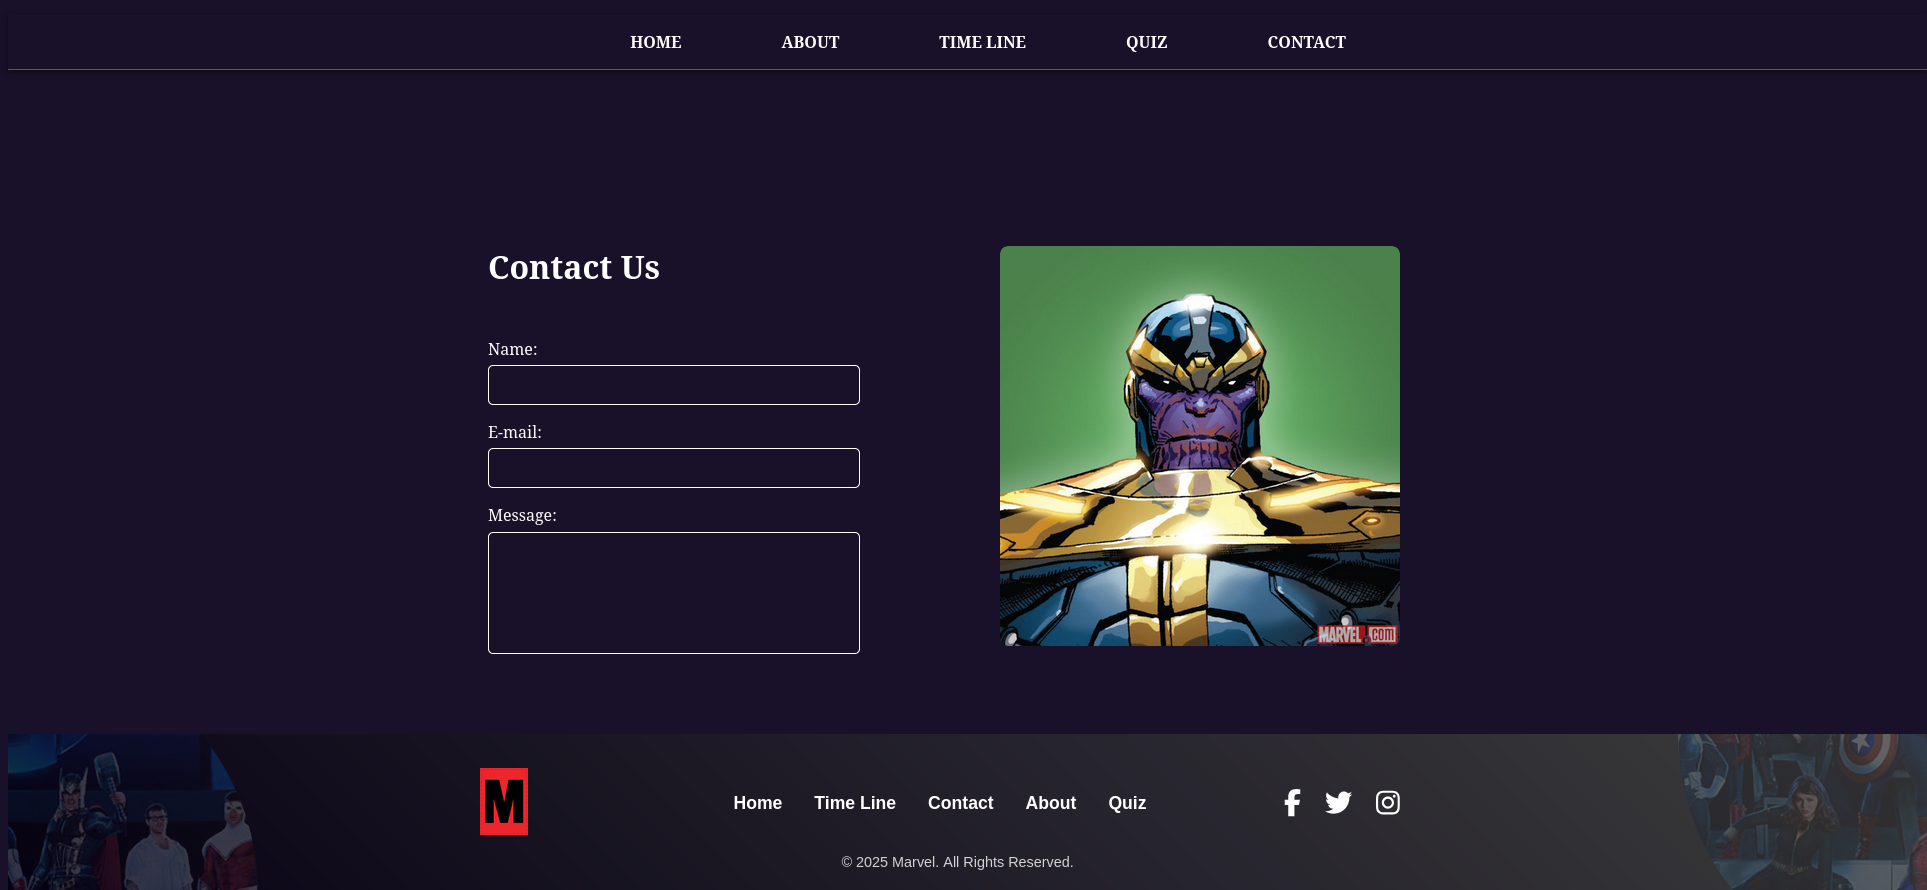 HOME ABOUT TIME LINE QUIZ CONTACT
Contact Us
Name:
E-mail:
Message:
MARVEL.com
M
Home Time Line Contact About Quiz
© 2025 Marvel. All Rights Reserved.